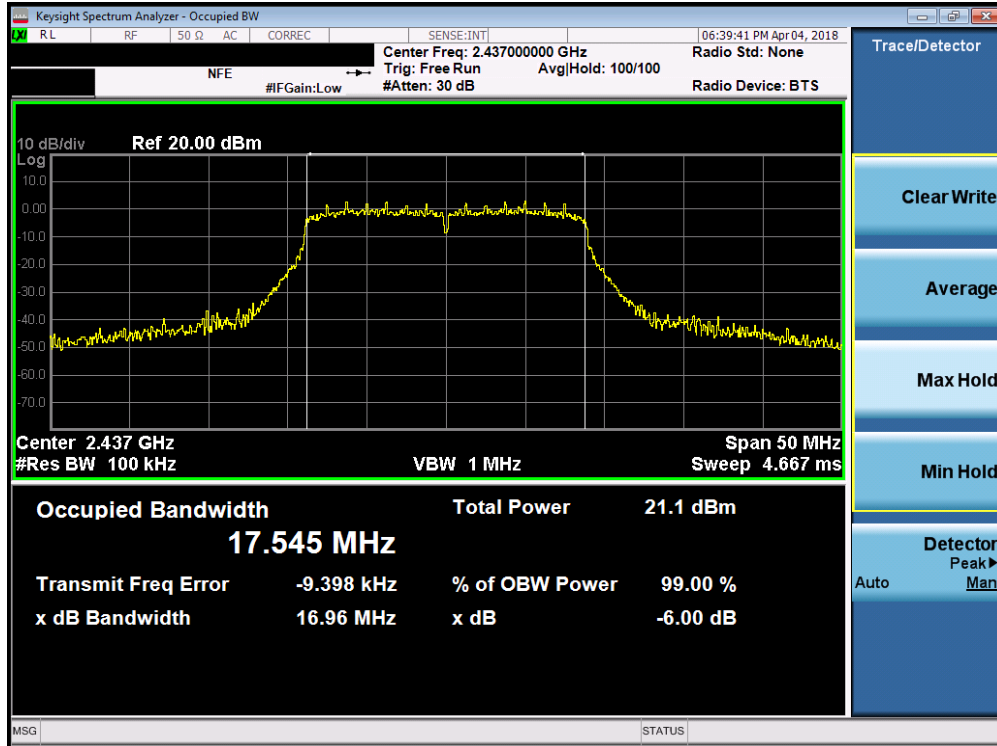 Keysight Spectrum Analyzer - Occupied BW
LXI RL RF 50 Ω AC CORREC SENSE:INT 06:39:41 PM Apr 04, 2018
Center Freq: 2.437000000 GHz Radio Std: None
NFE Trig: Free Run Avg|Hold: 100/100
#IFGain:Low #Atten: 30 dB Radio Device: BTS
10 dB/div Ref 20.00 dBm
Log
10.0
0.00
-10.0
-20.0
-30.0
-40.0
-50.0
-60.0
-70.0
Center 2.437 GHz Span 50 MHz
#Res BW 100 kHz VBW 1 MHz Sweep 4.667 ms
Occupied Bandwidth Total Power 21.1 dBm
17.545 MHz
Transmit Freq Error -9.398 kHz % of OBW Power 99.00 %
x dB Bandwidth 16.96 MHz x dB -6.00 dB
MSG STATUS
Trace/Detector
Clear Write
Average
Max Hold
Min Hold
Detector
Peak▶
Auto Man